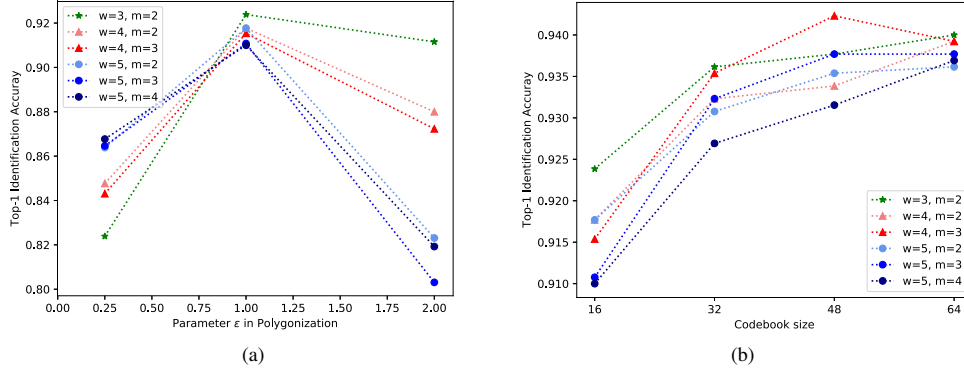 0.92
0.90
0.88
0.86
0.84
0.82
0.80
Top-1 Identification Accuray
w=3, m=2
w=4, m=2
w=4, m=3
w=5, m=2
w=5, m=3
w=5, m=4
0.00 0.25 0.50 0.75 1.00 1.25 1.50 1.75 2.00
Parameter ε in Polygonization
(a)
0.940
0.935
0.930
0.925
0.920
0.915
0.910
Top-1 Identification Accuray
w=3, m=2
w=4, m=2
w=4, m=3
w=5, m=2
w=5, m=3
w=5, m=4
16 32 48 64
Codebook size
(b)